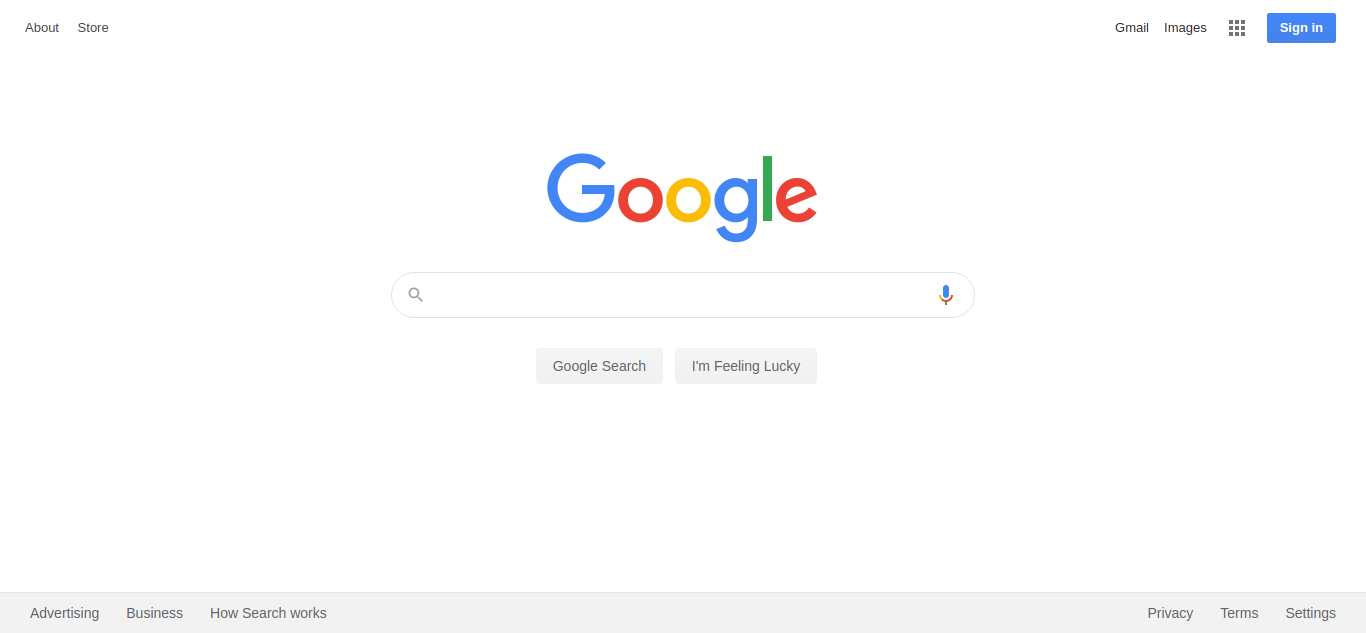 About Store Gmail Images Sign in
Google
Google Search I'm Feeling Lucky
Advertising Business How Search works Privacy Terms Settings